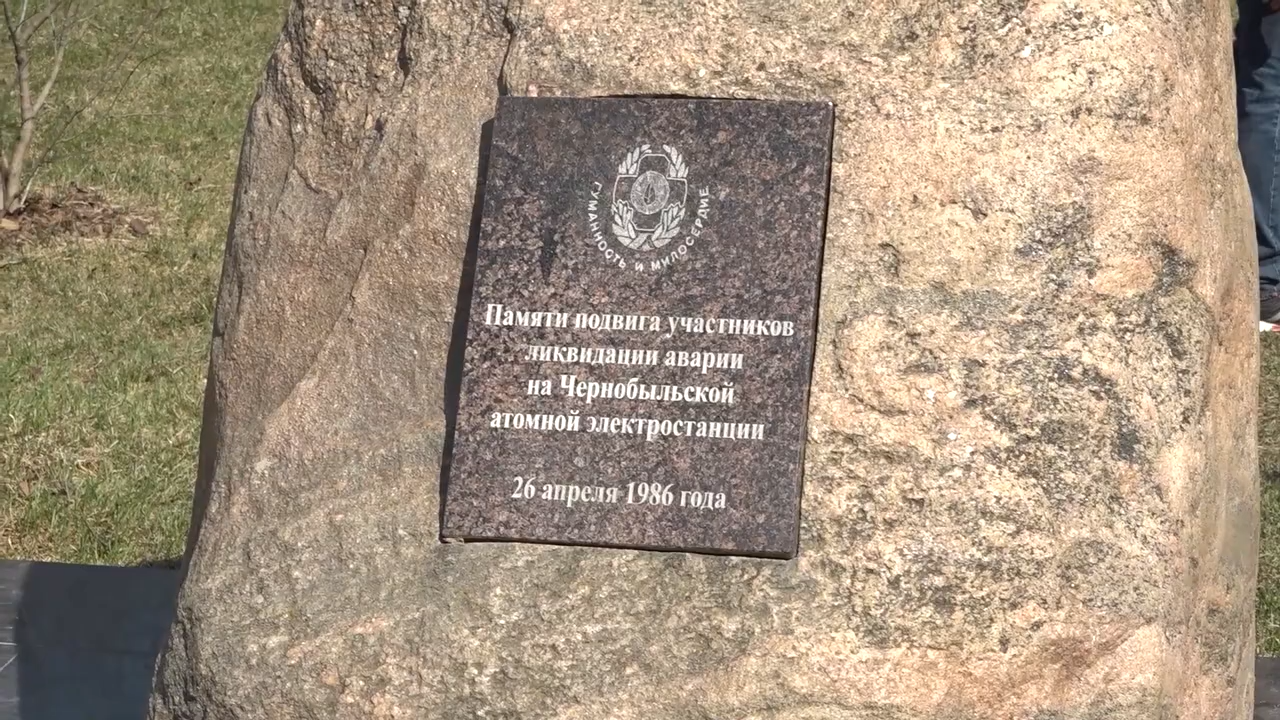 ГУМАННОСТЬ И МИЛОСЕРДИЕ
Памяти подвига участников
ликвидации аварии
на Чернобыльской
атомной электростанции
26 апреля 1986 года